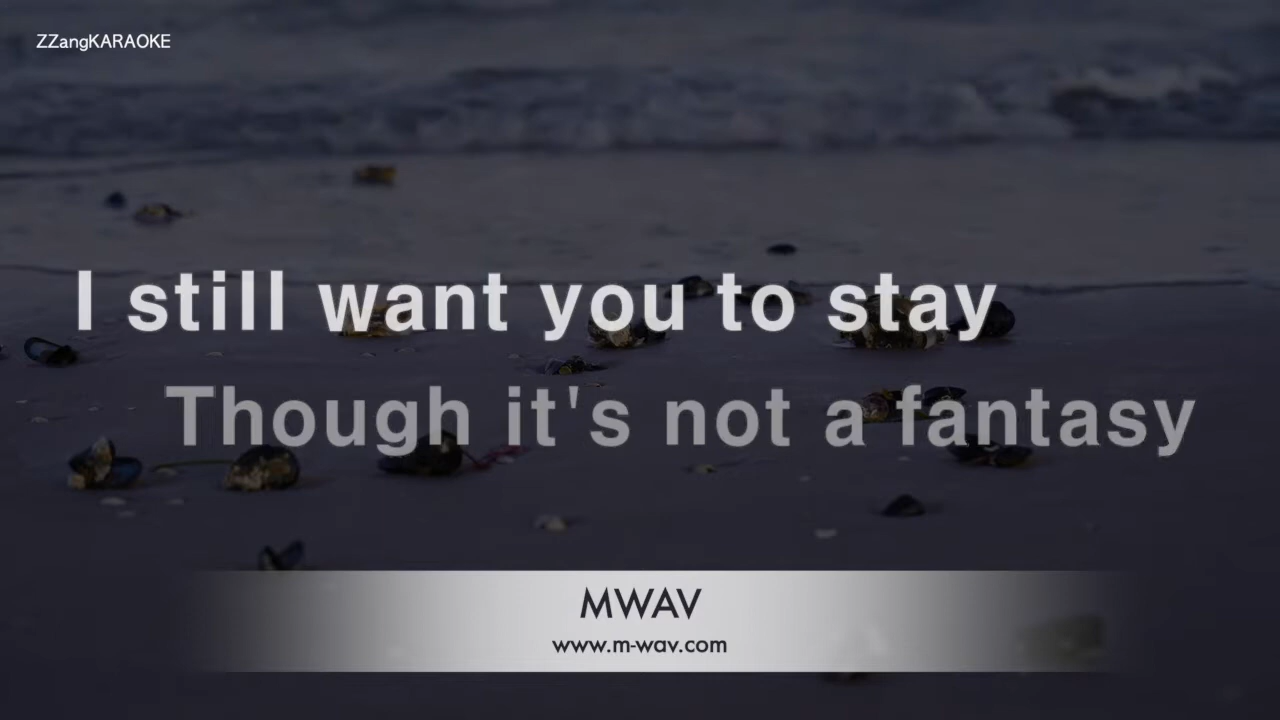 ZZangKARAOKE
I still want you to stay
Though it's not a fantasy
MWAV
www.m-wav.com